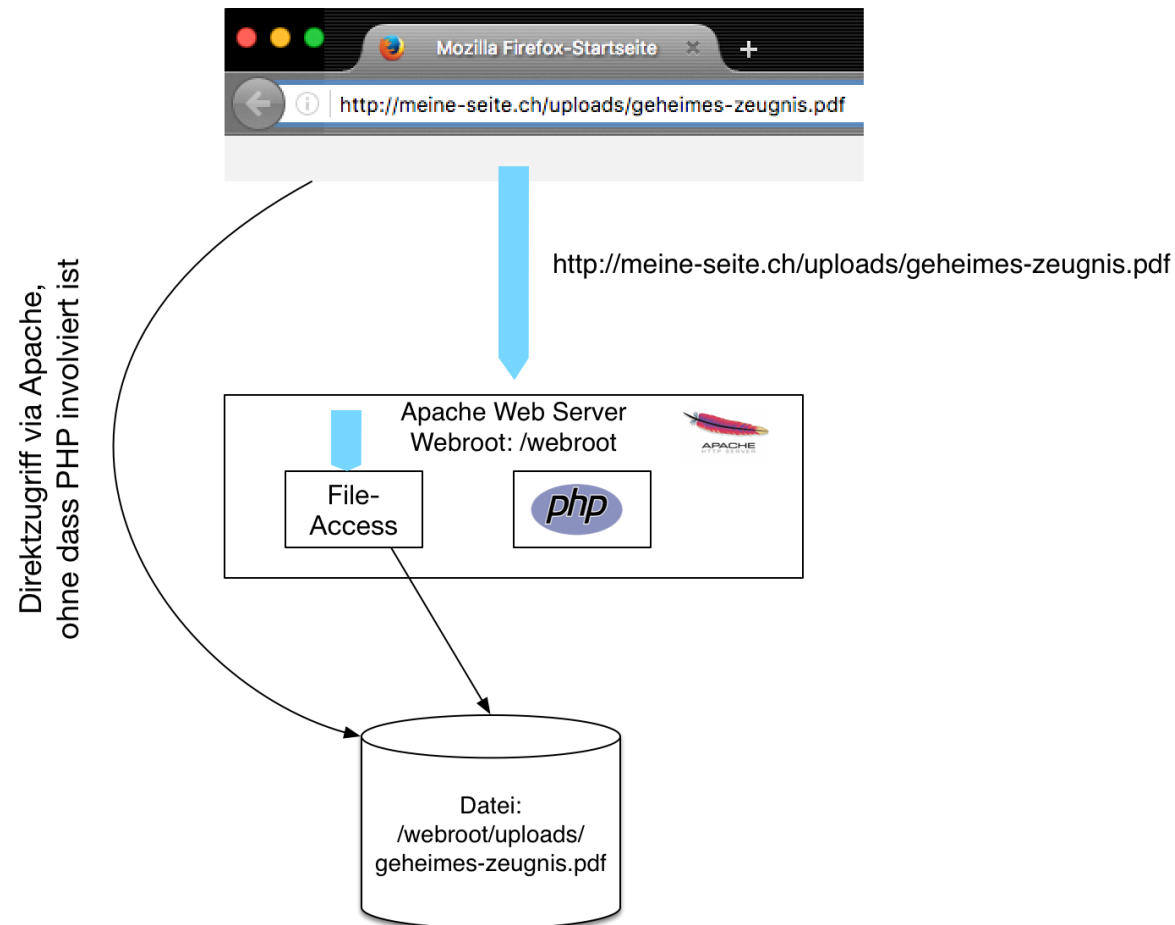 Mozilla Firefox-Startseite
http://meine-seite.ch/uploads/geheimes-zeugnis.pdf
http://meine-seite.ch/uploads/geheimes-zeugnis.pdf
Direktzugriff via Apache,
ohne dass PHP involviert ist
Apache Web Server
Webroot: /webroot
APACHE
HTTP SERVER
File-
Access
php
Datei:
/webroot/uploads/
geheimes-zeugnis.pdf